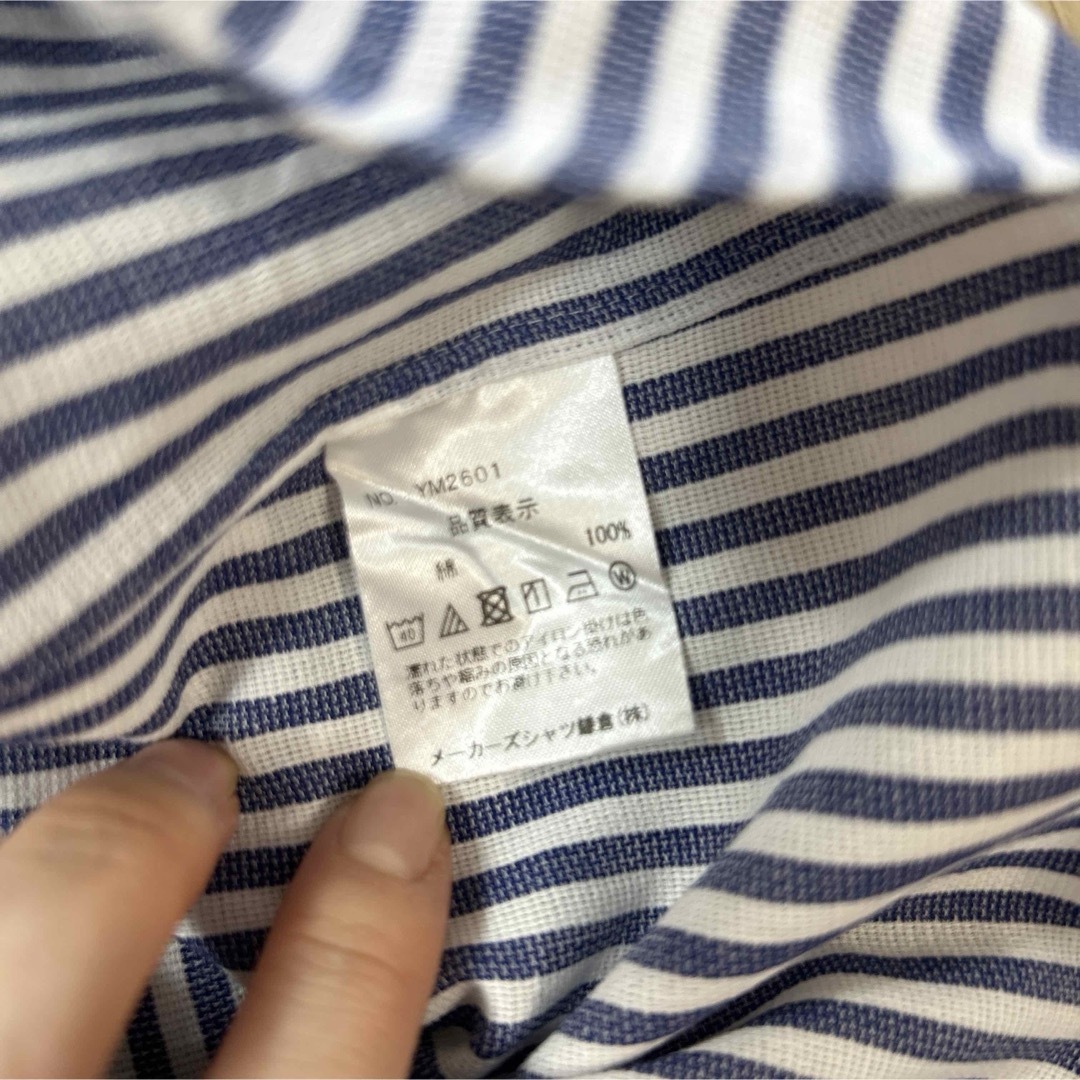 NO. YM2601
品質表示
綿 100%
40 W
濡れた状態でのアイロン掛けは色
落ちや縮みの原因となる恐れがあ
りますのでお避け下さい。
メーカーズシャツ鎌倉(株)